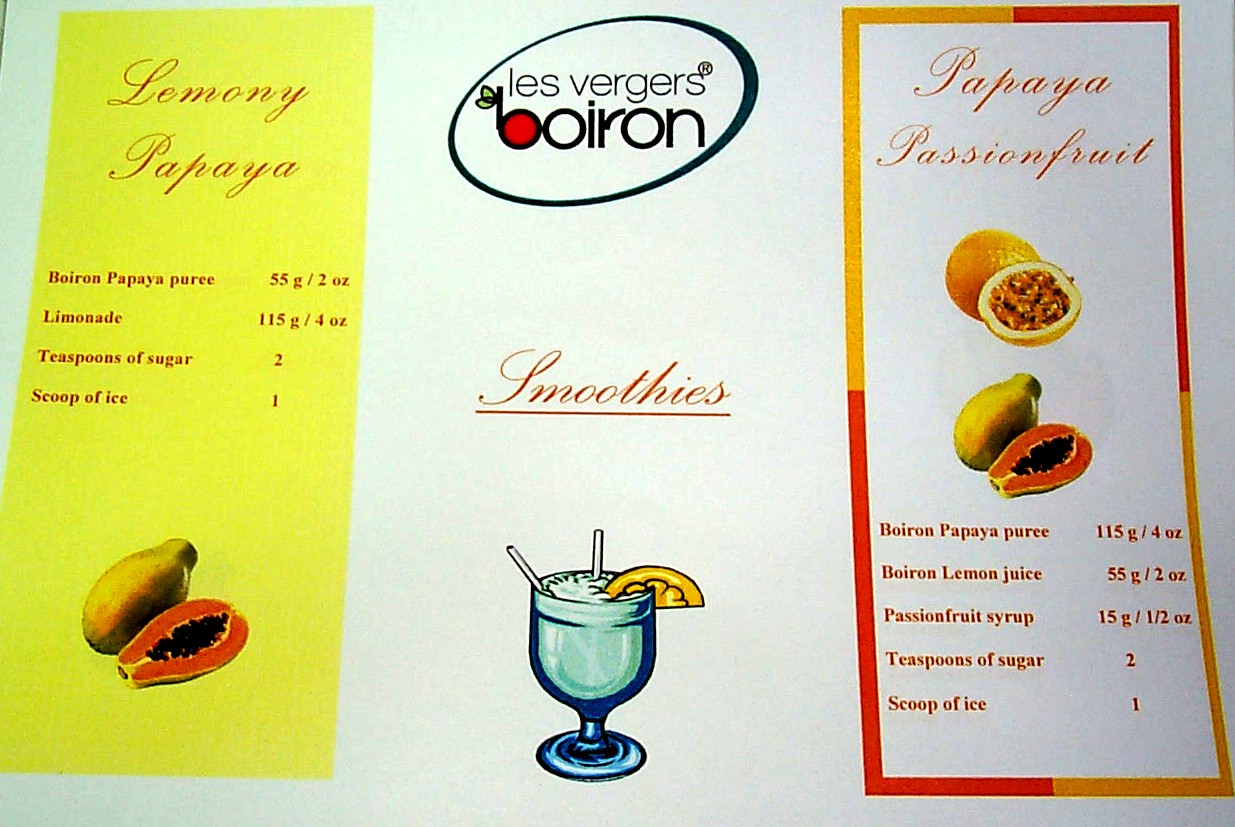 Lemony
Papaya
Boiron Papaya puree 55 g / 2 oz
Limonade 115 g / 4 oz
Teaspoons of sugar 2
Scoop of ice 1
les vergers®
boiron
Smoothies
Papaya
Passionfruit
Boiron Papaya puree 115 g / 4 oz
Boiron Lemon juice 55 g / 2 oz
Passionfruit syrup 15 g / 1/2 oz
Teaspoons of sugar 2
Scoop of ice 1